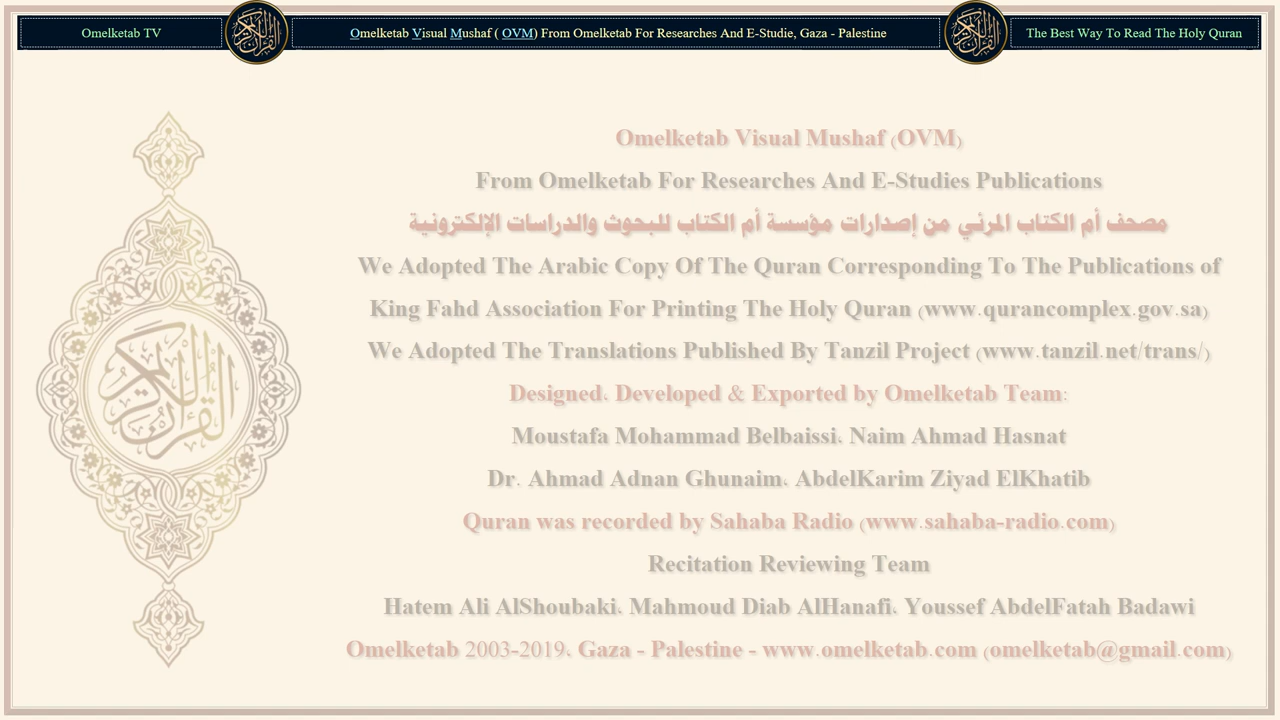 Omelketab TV
Omelketab Visual Mushaf ( OVM) From Omelketab For Researches And E-Studie, Gaza - Palestine
The Best Way To Read The Holy Quran
Omelketab Visual Mushaf (OVM)
From Omelketab For Researches And E-Studies Publications
مصحف أم الكتاب المرئي من إصدارات مؤسسة أم الكتاب للبحوث والدراسات الإلكترونية
We Adopted The Arabic Copy Of The Quran Corresponding To The Publications of
King Fahd Association For Printing The Holy Quran (www.qurancomplex.gov.sa)
We Adopted The Translations Published By Tanzil Project (www.tanzil.net/trans/)
Designed، Developed & Exported by Omelketab Team:
Moustafa Mohammad Belbaissi، Naim Ahmad Hasnat
Dr. Ahmad Adnan Ghunaim، AbdelKarim Ziyad ElKhatib
Quran was recorded by Sahaba Radio (www.sahaba-radio.com)
Recitation Reviewing Team
Hatem Ali AlShoubaki، Mahmoud Diab AlHanafi، Youssef AbdelFatah Badawi
Omelketab 2003-2019، Gaza - Palestine - www.omelketab.com (omelketab@gmail.com)
القرآن الكريم